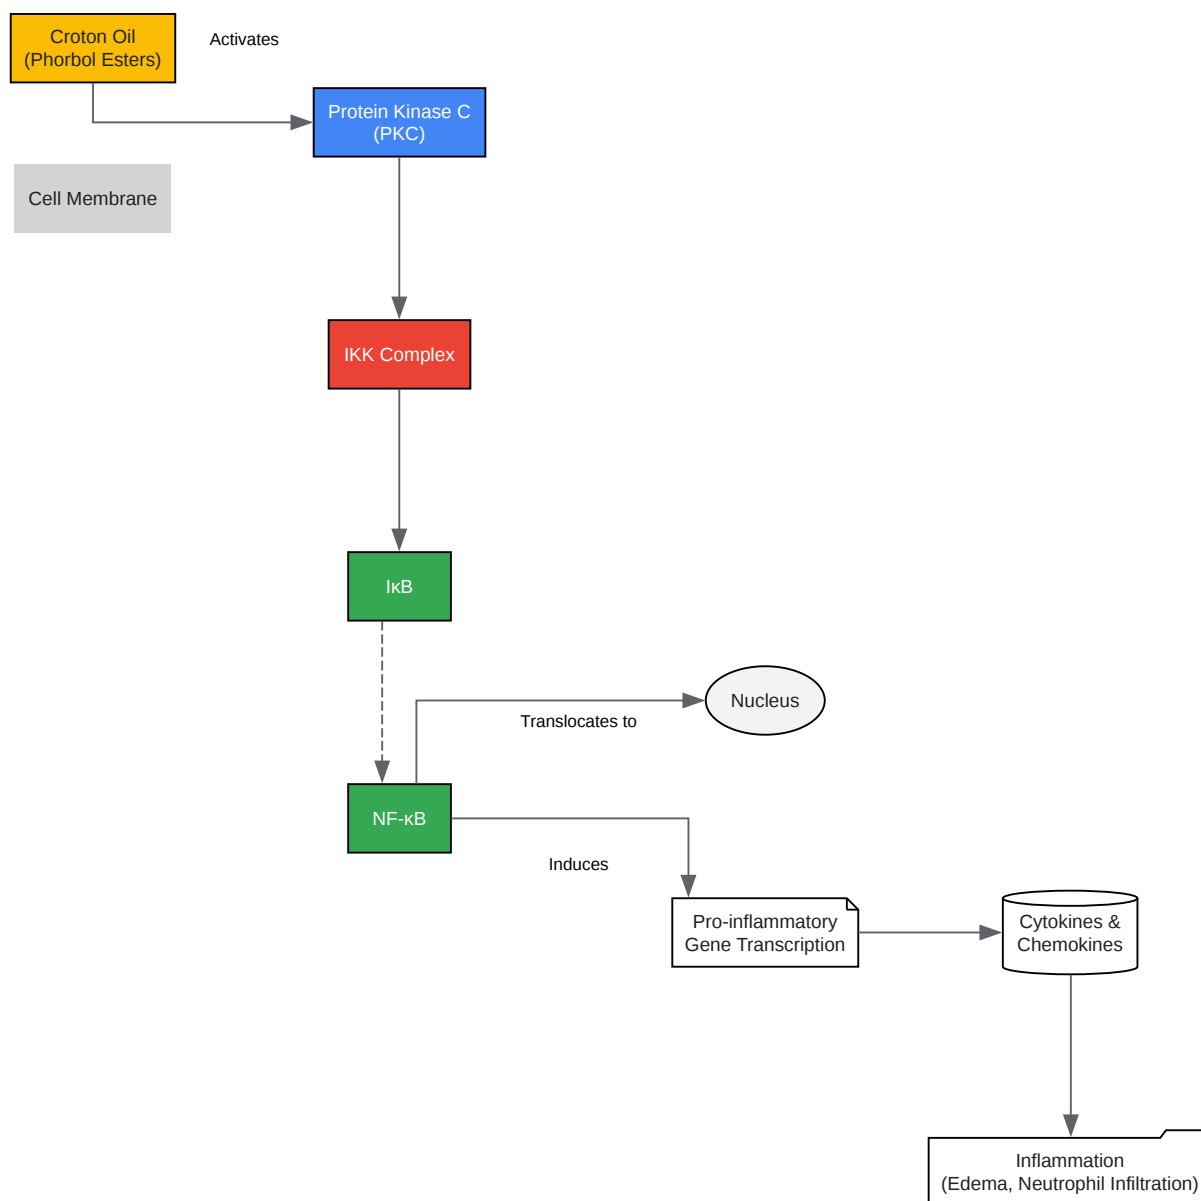 Croton Oil
(Phorbol Esters)
Activates
Protein Kinase C
(PKC)
Cell Membrane
IKK Complex
IκB
Nucleus
Translocates to
NF-κB
Induces
Pro-inflammatory
Gene Transcription
Cytokines &
Chemokines
Inflammation
(Edema, Neutrophil Infiltration)